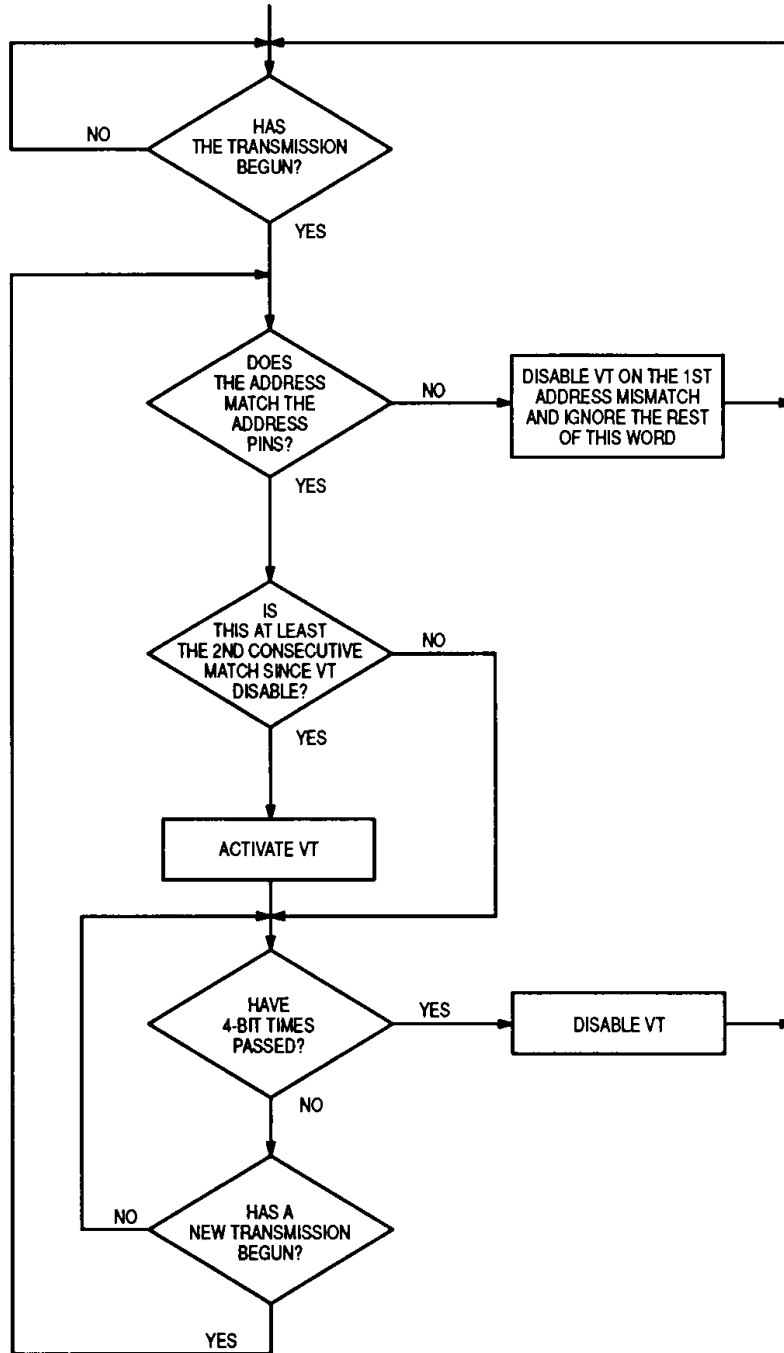 HAS
THE TRANSMISSION
BEGUN?
NO
YES
DOES
THE ADDRESS
MATCH THE
ADDRESS
PINS?
NO
DISABLE VT ON THE 1ST
ADDRESS MISMATCH
AND IGNORE THE REST
OF THIS WORD
YES
IS
THIS AT LEAST
THE 2ND CONSECUTIVE
MATCH SINCE VT
DISABLE?
NO
YES
ACTIVATE VT
HAVE
4-BIT TIMES
PASSED?
YES
DISABLE VT
NO
HAS A
NEW TRANSMISSION
BEGUN?
NO
YES